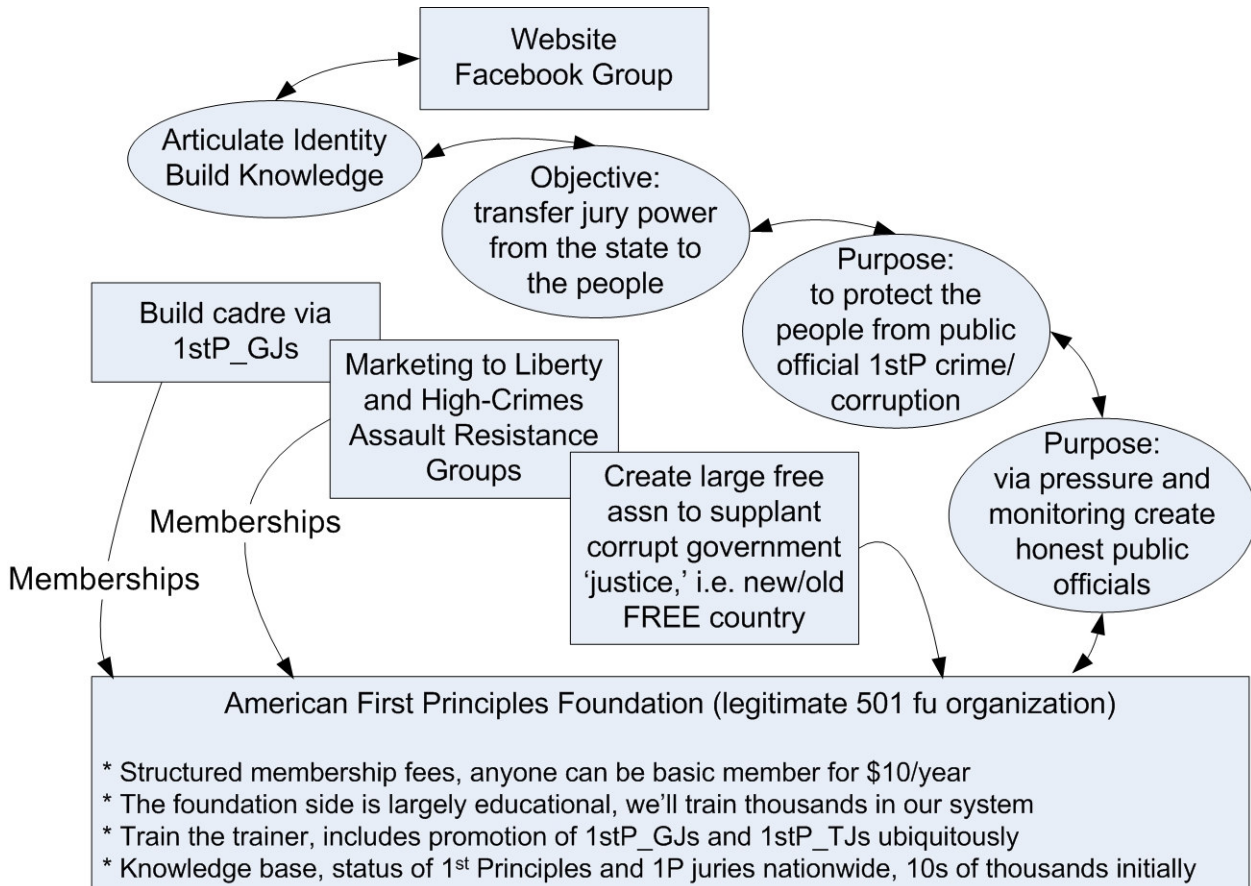 Website
Facebook Group
Articulate Identity
Build Knowledge
Objective:
transfer jury power
from the state to
the people
Purpose:
to protect the
people from public
official 1stP crime/
corruption
Build cadre via
1stP_GJs
Marketing to Liberty
and High-Crimes
Assault Resistance
Groups
Purpose:
via pressure and
monitoring create
honest public
officials
Create large free
assn to supplant
corrupt government
‘justice,’ i.e. new/old
FREE country
Memberships
Memberships
American First Principles Foundation (legitimate 501 fu organization)
* Structured membership fees, anyone can be basic member for $10/year
* The foundation side is largely educational, we’ll train thousands in our system
* Train the trainer, includes promotion of 1stP_GJs and 1stP_TJs ubiquitously
* Knowledge base, status of 1st Principles and 1P juries nationwide, 10s of thousands initially